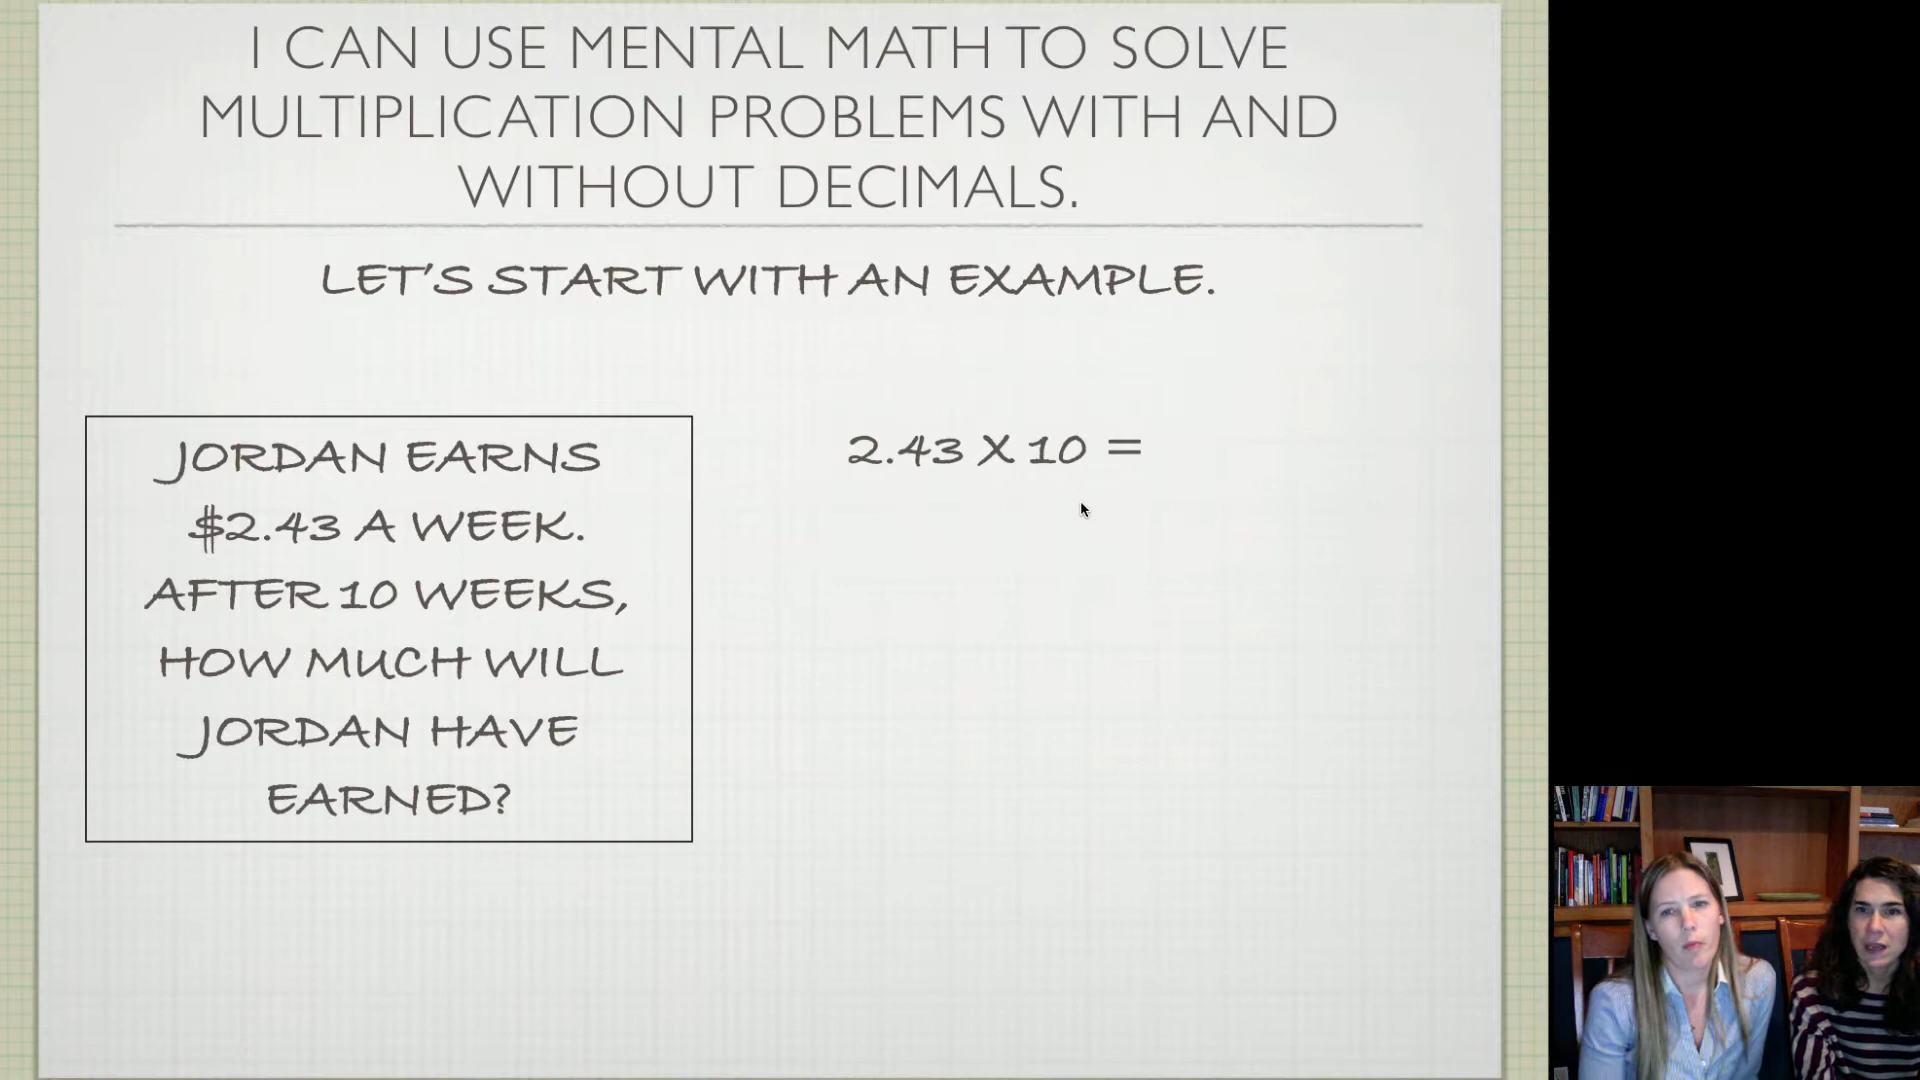 I CAN USE MENTAL MATH TO SOLVE
MULTIPLICATION PROBLEMS WITH AND
WITHOUT DECIMALS.
LET'S START WITH AN EXAMPLE.
JORDAN EARNS
$2.43 A WEEK.
AFTER 10 WEEKS,
HOW MUCH WILL
JORDAN HAVE
EARNED?
2.43 X 10 =